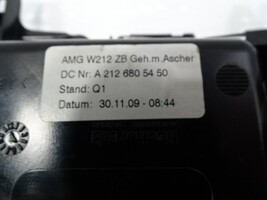 AMG W212 ZB Geh.m.Ascher
DC Nr: A 212 680 54 50
Stand: Q1
Datum: 30.11.09 - 08:44